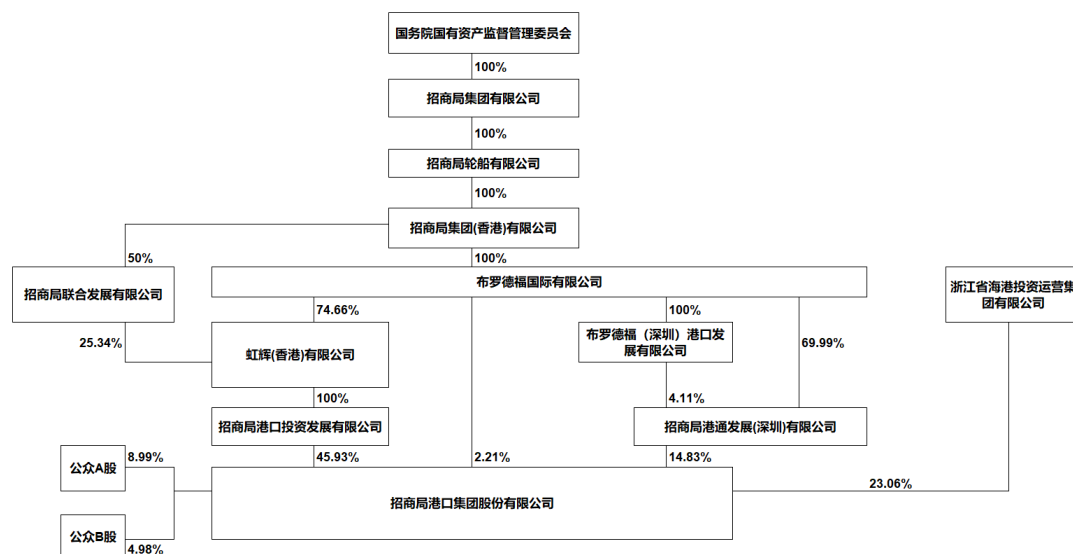 国务院国有资产监督管理委员会
100%
招商局集团有限公司
100%
招商局轮船有限公司
100%
招商局集团(香港)有限公司
50%
100%
招商局联合发展有限公司
布罗德福国际有限公司
浙江省海港投资运营集
团有限公司
74.66%
100%
25.34%
虹辉(香港)有限公司
布罗德福（深圳）港口发
展有限公司
69.99%
100%
4.11%
招商局港口投资发展有限公司
招商局港通发展(深圳)有限公司
公众A股
8.99%
45.93%
2.21%
14.83%
23.06%
招商局港口集团股份有限公司
公众B股
4.98%